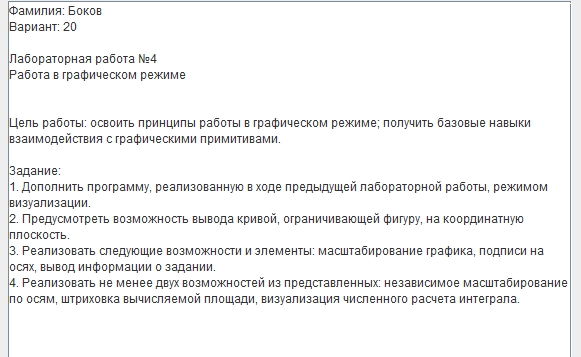 Фамилия: Боков
Вариант: 20
Лабораторная работа №4
Работа в графическом режиме
Цель работы: освоить принципы работы в графическом режиме; получить базовые навыки
взаимодействия с графическими примитивами.
Задание:
1. Дополнить программу, реализованную в ходе предыдущей лабораторной работы, режимом
визуализации.
2. Предусмотреть возможность вывода кривой, ограничивающей фигуру, на координатную
плоскость.
3. Реализовать следующие возможности и элементы: масштабирование графика, подписи на
осях, вывод информации о задании.
4. Реализовать не менее двух возможностей из представленных: независимое масштабирование
по осям, штриховка вычисляемой площади, визуализация численного расчета интеграла.